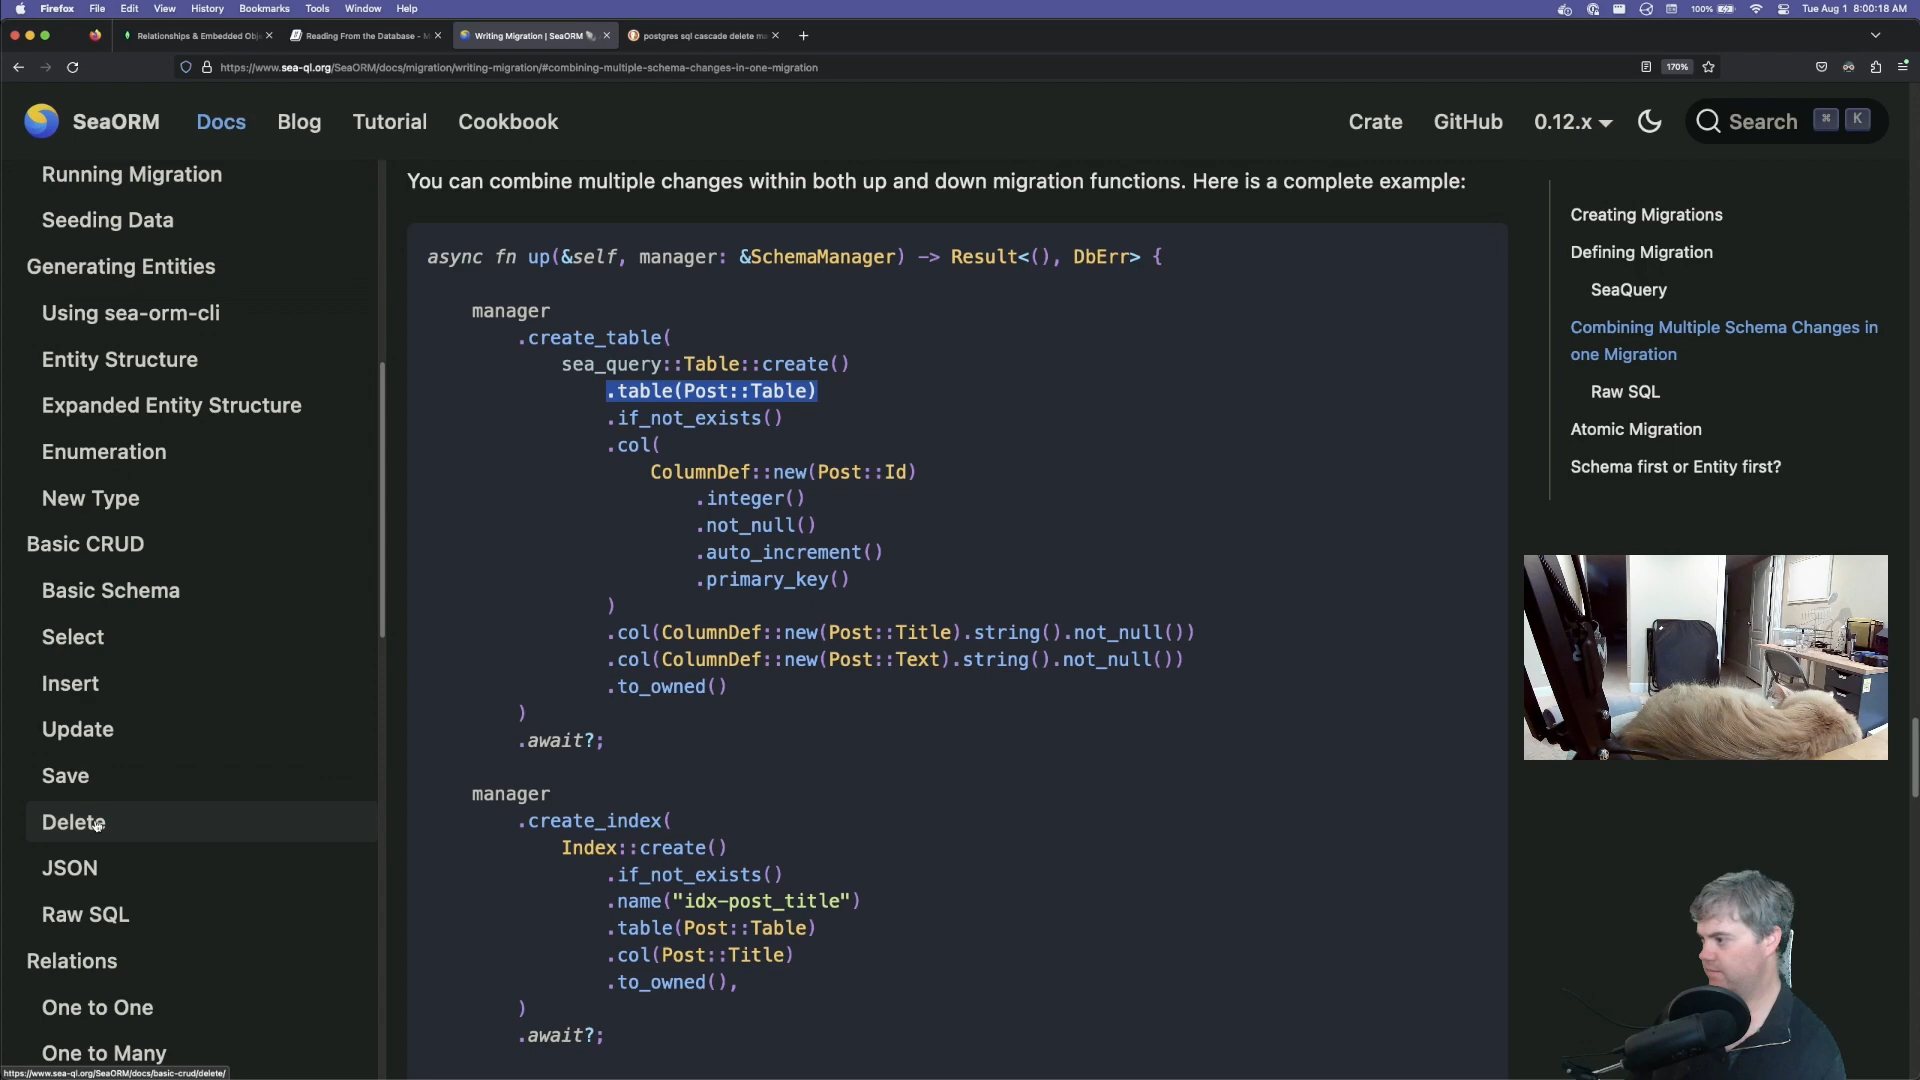 Firefox File Edit View History Bookmarks Tools Window Help 100% Tue Aug 1 8:00:18 AM
Relationships & Embedded Obj
Reading From the Database - M
Writing Migration | SeaORM
postgres sql cascade delete ma
https://www.sea-ql.org/SeaORM/docs/migration/writing-migration/#combining-multiple-schema-changes-in-one-migration
170%
SeaORM Docs Blog Tutorial Cookbook Crate GitHub 0.12.x Search ⌘ K
Running Migration
Seeding Data
Generating Entities
Using sea-orm-cli
Entity Structure
Expanded Entity Structure
Enumeration
New Type
Basic CRUD
Basic Schema
Select
Insert
Update
Save
Delete
JSON
Raw SQL
Relations
One to One
One to Many
https://www.sea-ql.org/SeaORM/docs/basic-crud/delete/
You can combine multiple changes within both up and down migration functions. Here is a complete example:
async fn up(&self, manager: &SchemaManager) -> Result<(), DbErr> {
manager
.create_table(
sea_query::Table::create()
.table(Post::Table)
.if_not_exists()
.col(
ColumnDef::new(Post::Id)
.integer()
.not_null()
.auto_increment()
.primary_key()
)
.col(ColumnDef::new(Post::Title).string().not_null())
.col(ColumnDef::new(Post::Text).string().not_null())
.to_owned()
)
.await?;
manager
.create_index(
Index::create()
.if_not_exists()
.name("idx-post_title")
.table(Post::Table)
.col(Post::Title)
.to_owned(),
)
.await?;
Creating Migrations
Defining Migration
SeaQuery
Combining Multiple Schema Changes in
one Migration
Raw SQL
Atomic Migration
Schema first or Entity first?